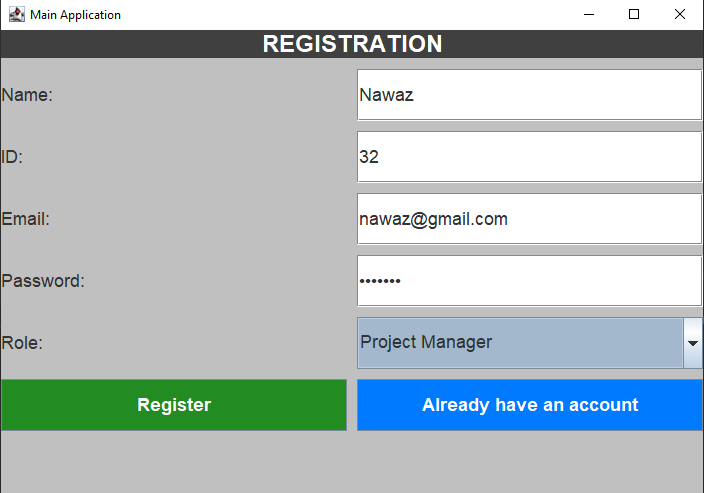 Main Application
REGISTRATION
Name: Nawaz
ID: 32
Email: nawaz@gmail.com
Password: •••••••
Role: Project Manager
Register Already have an account